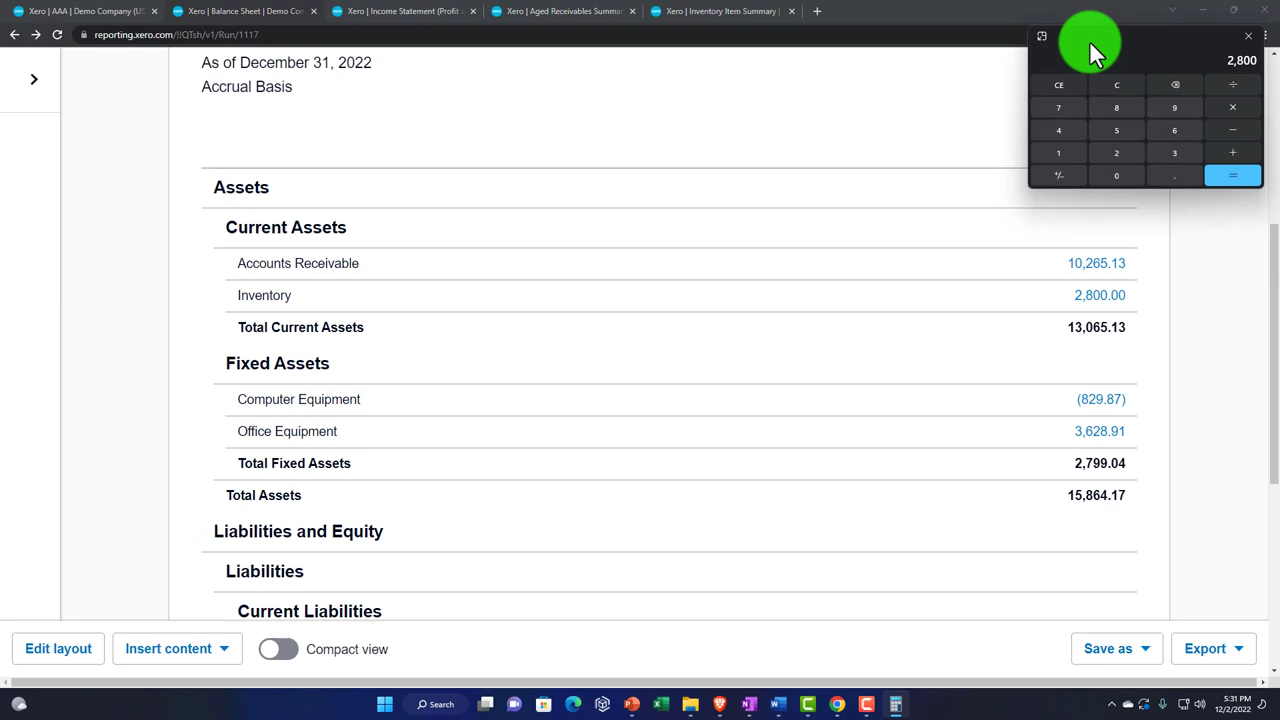 Xero | AAA | Demo Company (US
Xero | Balance Sheet | Demo Con
Xero | Income Statement (Profit a
Xero | Aged Receivables Summar
Xero | Inventory Item Summary |
reporting.xero.com/!IQTsh/v1/Run/1117
2,800
CE C ÷
7 8 9 ×
4 5 6 −
1 2 3 +
+/− 0 . =
As of December 31, 2022
Accrual Basis
Assets
Current Assets
Accounts Receivable 10,265.13
Inventory 2,800.00
Total Current Assets 13,065.13
Fixed Assets
Computer Equipment (829.87)
Office Equipment 3,628.91
Total Fixed Assets 2,799.04
Total Assets 15,864.17
Liabilities and Equity
Liabilities
Current Liabilities
Edit layout Insert content Compact view Save as Export
Search
5:31 PM
12/2/2022